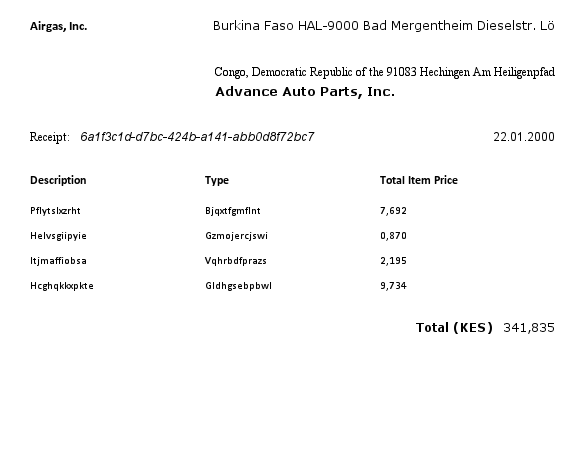 Airgas, Inc. Burkina Faso HAL-9000 Bad Mergentheim Dieselstr. Lö
Congo, Democratic Republic of the 91083 Hechingen Am Heiligenpfad
Advance Auto Parts, Inc.
Receipt: 6a1f3c1d-d7bc-424b-a141-abb0d8f72bc7 22.01.2000
Description Type Total Item Price
Pflytslxzrht Bjqxtfgmflnt 7,692
Helvsgiipyie Gzmojercjswi 0,870
Itjmaffiobsa Vqhrbdfprazs 2,195
Hcghqkkxpkte Gldhgsebpbwl 9,734
Total (KES) 341,835